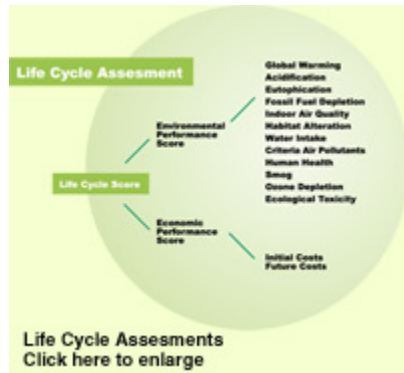 Life Cycle Assesment
Global Warming
Acidification
Eutophication
Fossil Fuel Depletion
Indoor Air Quality
Habitat Alteration
Water Intake
Criteria Air Pollutants
Human Health
Smog
Ozone Depletion
Ecological Toxicity
Environmental
Performance
Score
Life Cycle Score
Economic
Performance
Score
Initial Costs
Future Costs
Life Cycle Assesments
Click here to enlarge